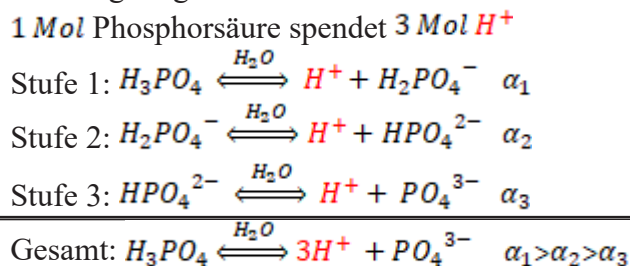 1 Mol Phosphorsäure spendet 3 Mol H⁺
Stufe 1: H₃PO₄ ⟺ H₂O H⁺ + H₂PO₄⁻ α₁
Stufe 2: H₂PO₄⁻ ⟺ H₂O H⁺ + HPO₄²⁻ α₂
Stufe 3: HPO₄²⁻ ⟺ H₂O H⁺ + PO₄³⁻ α₃
Gesamt: H₃PO₄ ⟺ H₂O 3H⁺ + PO₄³⁻ α₁>α₂>α₃